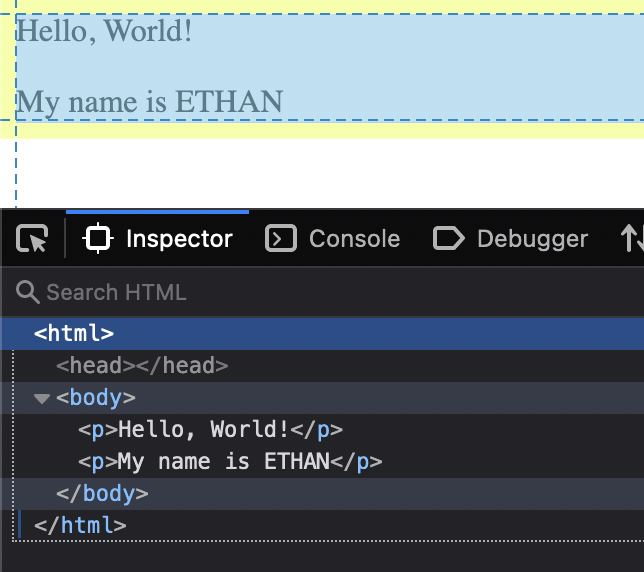 Hello, World!
My name is ETHAN
Inspector Console Debugger
Search HTML
<html>
<head></head>
<body>
<p>Hello, World!</p>
<p>My name is ETHAN</p>
</body>
</html>